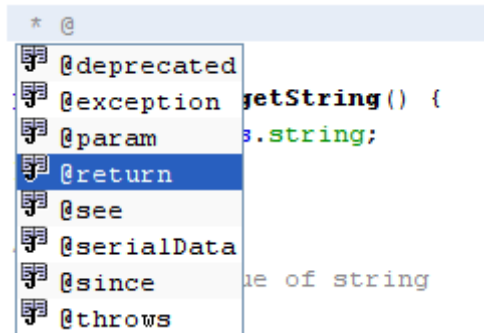 * @
@deprecated
@exception getString() {
@param s.string;
@return
@see
@serialData
@since ue of string
@throws